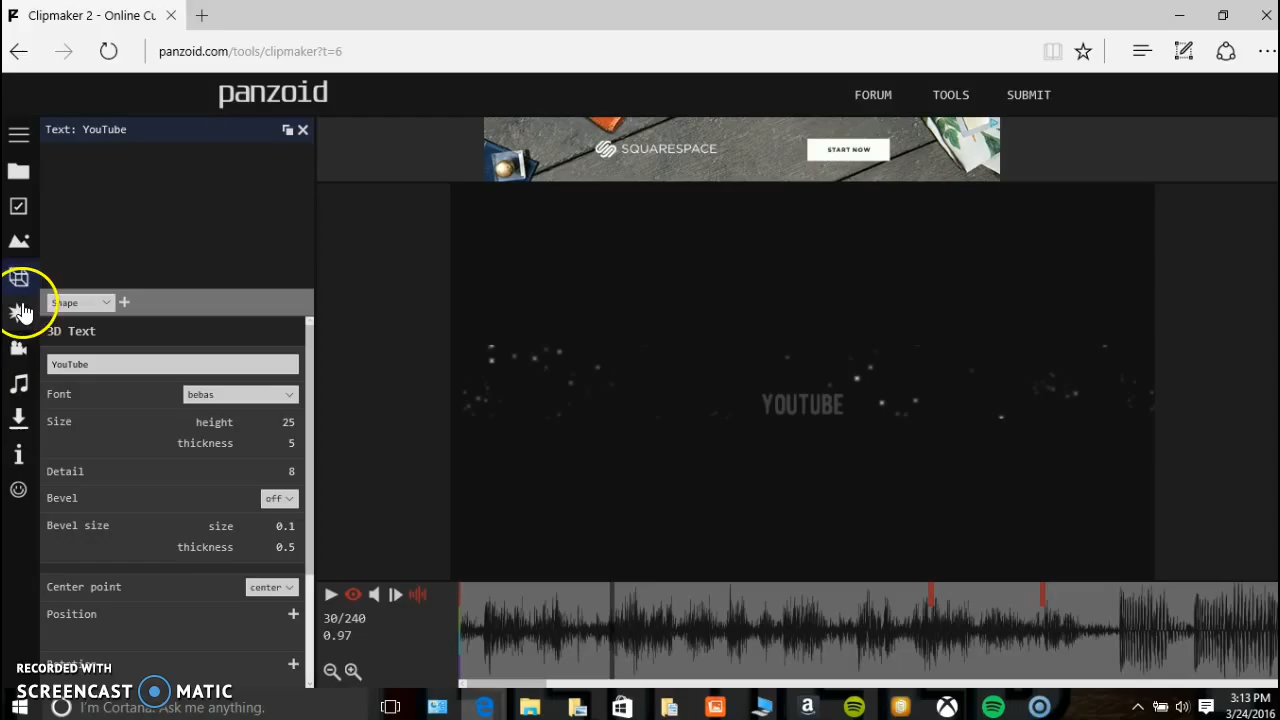 Clipmaker 2 - Online Cu
panzoid.com/tools/clipmaker?t=6
panzoid
FORUM
TOOLS
SUBMIT
Text: YouTube
SQUARESPACE
START NOW
Shape
3D Text
YouTube
Font
bebas
Size
height
25
thickness
5
Detail
8
Bevel
off
Bevel size
size
0.1
thickness
0.5
Center point
center
Position
YOUTUBE
30/240
0.97
RECORDED WITH
SCREENCAST MATIC
I'm Cortana. Ask me anything.
3:13 PM
3/24/2016